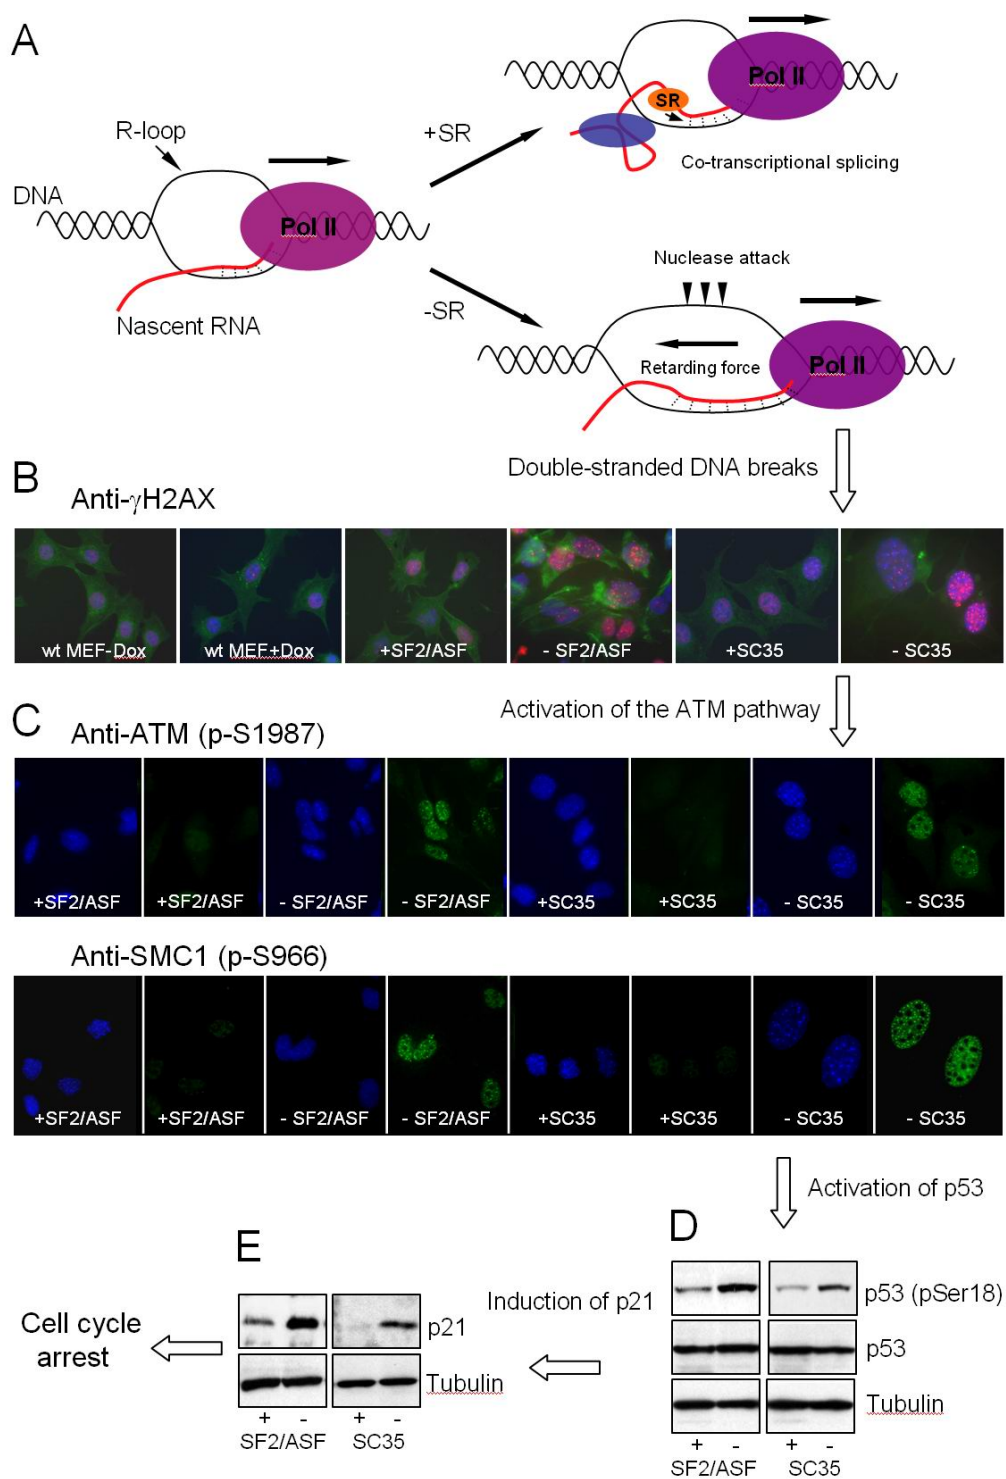 A
R-loop
DNA
Pol II
Nascent RNA
+SR
-SR
Pol II
SR
Co-transcriptional splicing
Nuclease attack
Retarding force
Pol II
Double-stranded DNA breaks
B
Anti-γH2AX
wt MEF-Dox
wt MEF+Dox
+SF2/ASF
- SF2/ASF
+SC35
- SC35
Activation of the ATM pathway
C
Anti-ATM (p-S1987)
+SF2/ASF
+SF2/ASF
- SF2/ASF
- SF2/ASF
+SC35
+SC35
- SC35
- SC35
Anti-SMC1 (p-S966)
+SF2/ASF
+SF2/ASF
- SF2/ASF
- SF2/ASF
+SC35
+SC35
- SC35
- SC35
Activation of p53
D
p53 (pSer18)
p53
Tubulin
+ - + -
SF2/ASF SC35
Induction of p21
E
p21
Tubulin
+ - + -
SF2/ASF SC35
Cell cycle
arrest